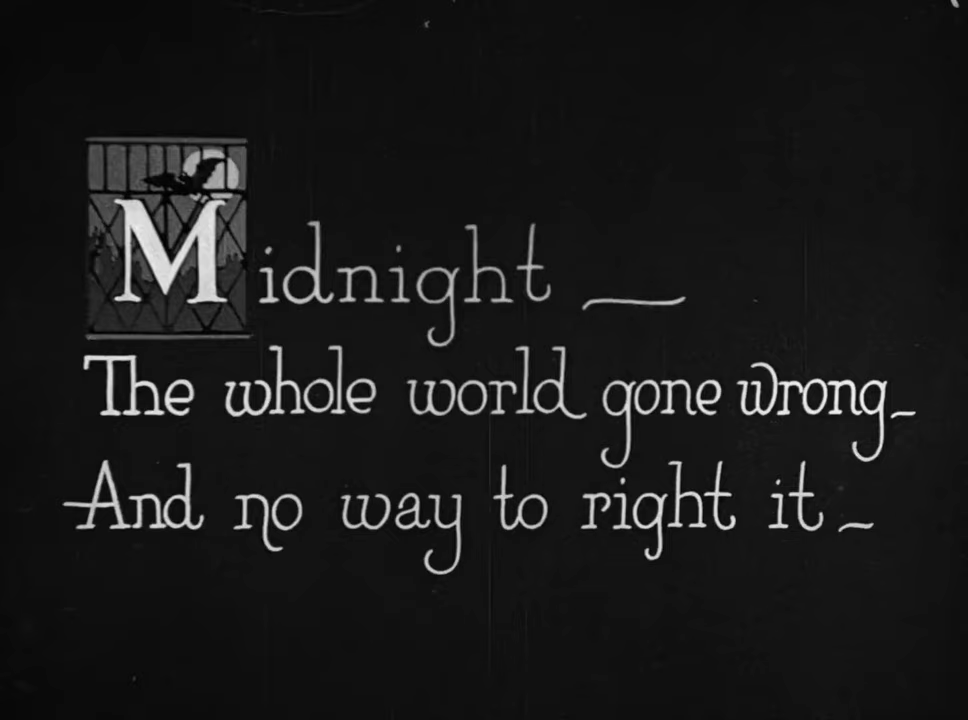 Midnight —
The whole world gone wrong–
And no way to right it –